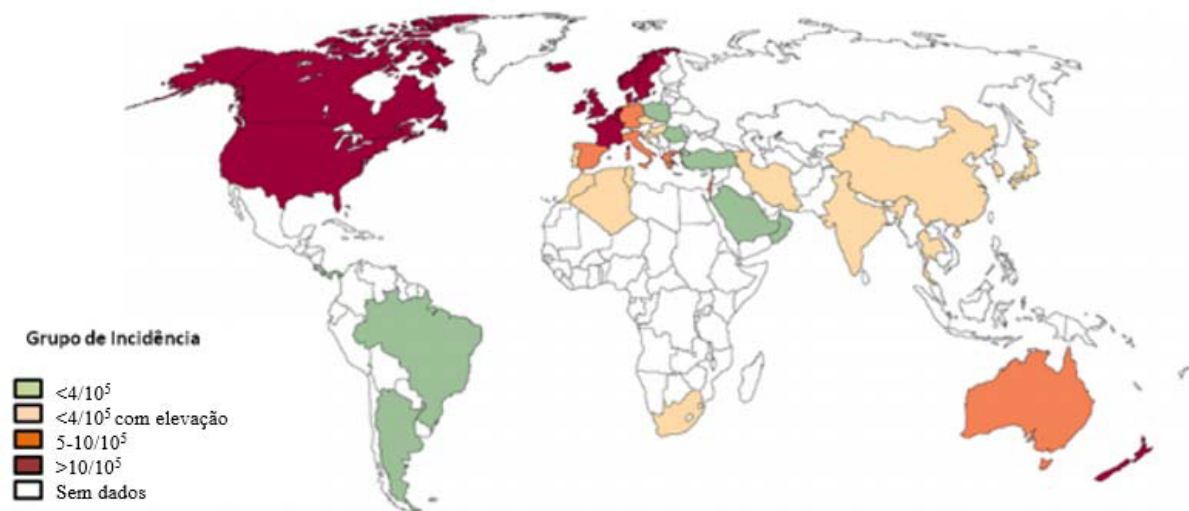 Grupo de Incidência
<4/10⁵
<4/10⁵ com elevação
5-10/10⁵
>10/10⁵
Sem dados